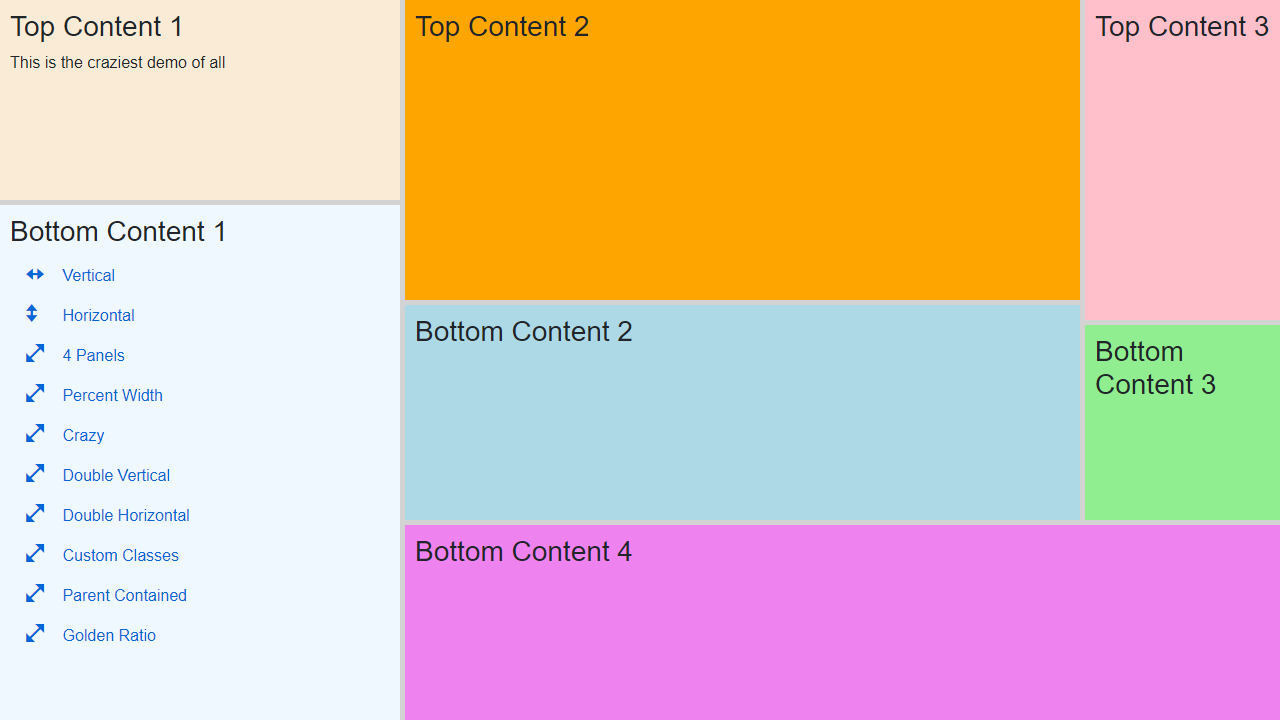 Top Content 1
This is the craziest demo of all
Bottom Content 1
Vertical
Horizontal
4 Panels
Percent Width
Crazy
Double Vertical
Double Horizontal
Custom Classes
Parent Contained
Golden Ratio
Top Content 2
Bottom Content 2
Top Content 3
Bottom
Content 3
Bottom Content 4